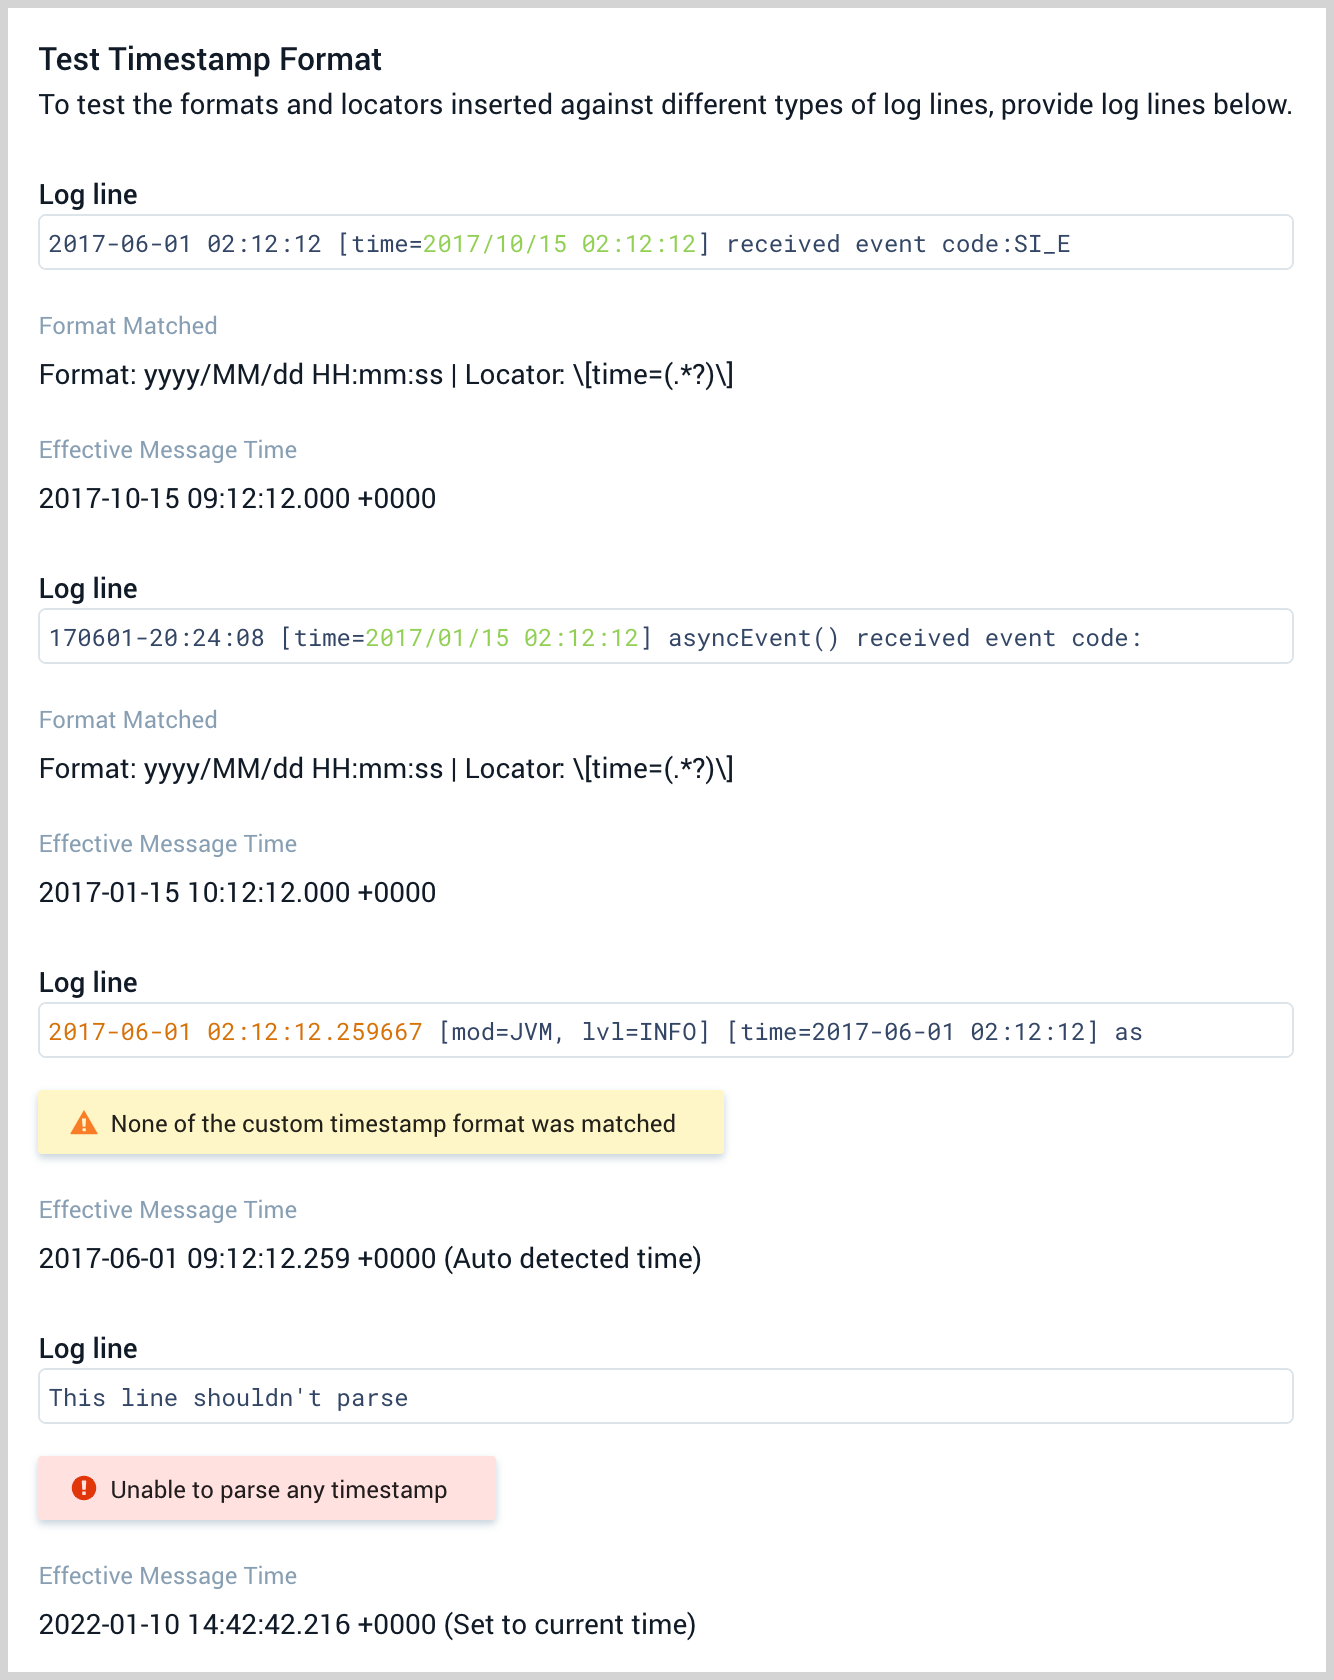 Test Timestamp Format
To test the formats and locators inserted against different types of log lines, provide log lines below.
Log line
2017-06-01 02:12:12 [time=2017/10/15 02:12:12] received event code:SI_E
Format Matched
Format: yyyy/MM/dd HH:mm:ss | Locator: \[time=(.*?)\]
Effective Message Time
2017-10-15 09:12:12.000 +0000
Log line
170601-20:24:08 [time=2017/01/15 02:12:12] asyncEvent() received event code:
Format Matched
Format: yyyy/MM/dd HH:mm:ss | Locator: \[time=(.*?)\]
Effective Message Time
2017-01-15 10:12:12.000 +0000
Log line
2017-06-01 02:12:12.259667 [mod=JVM, lvl=INFO] [time=2017-06-01 02:12:12] as
None of the custom timestamp format was matched
Effective Message Time
2017-06-01 09:12:12.259 +0000 (Auto detected time)
Log line
This line shouldn't parse
Unable to parse any timestamp
Effective Message Time
2022-01-10 14:42:42.216 +0000 (Set to current time)